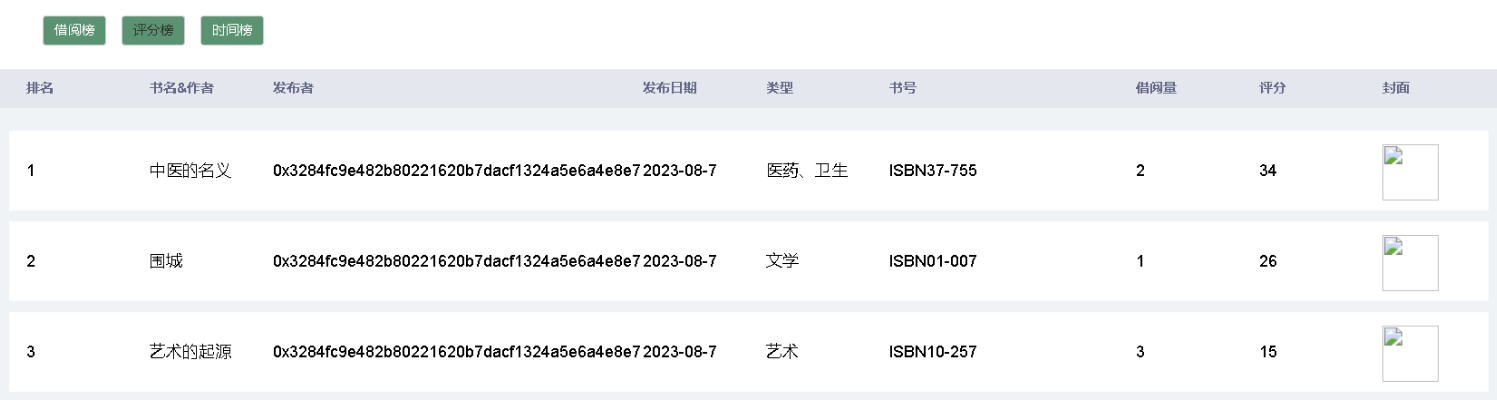 借阅榜 评分榜 时间榜
排名 书名&作者 发布者 发布日期 类型 书号 借阅量 评分 封面
1 中医的名义 0x3284fc9e482b80221620b7dacf1324a5e6a4e8e7 2023-08-7 医药、卫生 ISBN37-755 2 34
2 围城 0x3284fc9e482b80221620b7dacf1324a5e6a4e8e7 2023-08-7 文学 ISBN01-007 1 26
3 艺术的起源 0x3284fc9e482b80221620b7dacf1324a5e6a4e8e7 2023-08-7 艺术 ISBN10-257 3 15